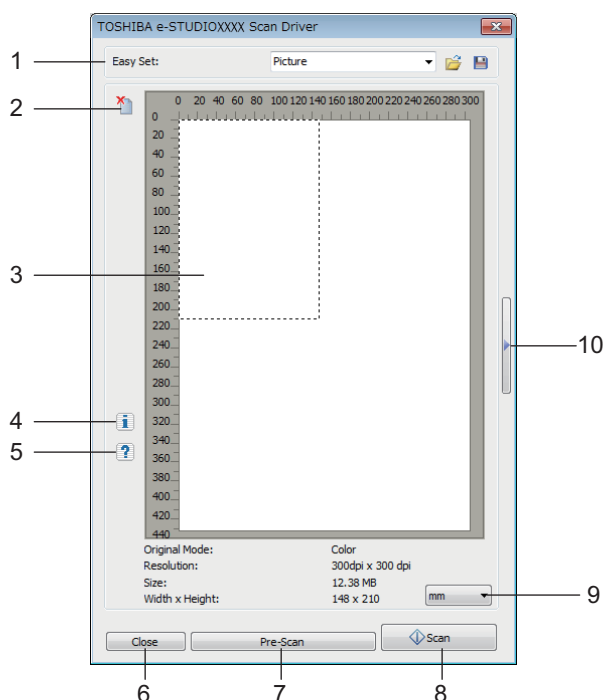 TOSHIBA e-STUDIOXXXX Scan Driver
1
Easy Set:
Picture
2
0 20 40 60 80 100 120 140 160 180 200 220 240 260 280 300
0
20
40
60
80
100
120
140
3
160
180
200
220
240
260
280
300
10
4
i
320
340
5
?
360
380
400
420
440
Original Mode: Color
Resolution: 300dpi x 300 dpi
Size: 12.38 MB
Width x Height: 148 x 210
mm
9
Close
Pre-Scan
Scan
6
7
8